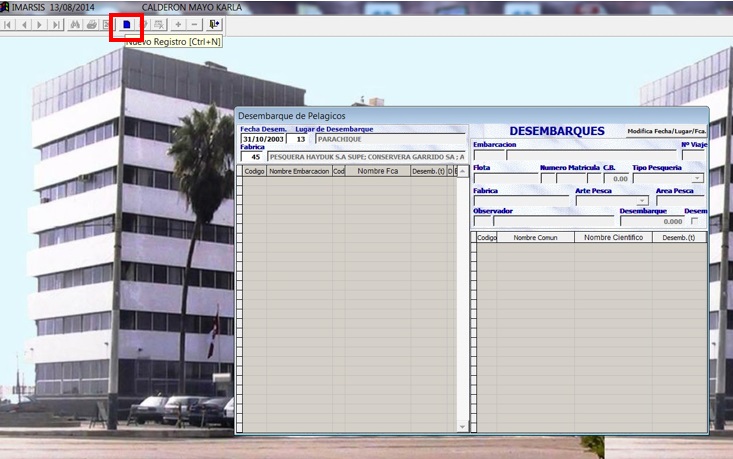 IMARSIS 13/08/2014 CALDERON MAYO KARLA
Nuevo Registro [Ctrl+N]
Desembarque de Pelagicos
Fecha Desem. Lugar de Desembarque
31/10/2003 13 PARACHIQUE
Fabrica
45 PESQUERA HAYDUK S.A SUPE; CONSERVERA GARRIDO SA ; A
Codigo Nombre Embarcacion Cod Nombre Fca Desemb.(t) D E
DESEMBARQUES Modifica Fecha/Lugar/Fca.
Embarcacion Nº Viaje
Flota Numero Matricula C.B. Tipo Pesqueria
0.00
Fabrica Arte Pesca Area Pesca
Observador Desembarque Desem
0.000
Codigo Nombre Comun Nombre Cientifico Desemb.(t)